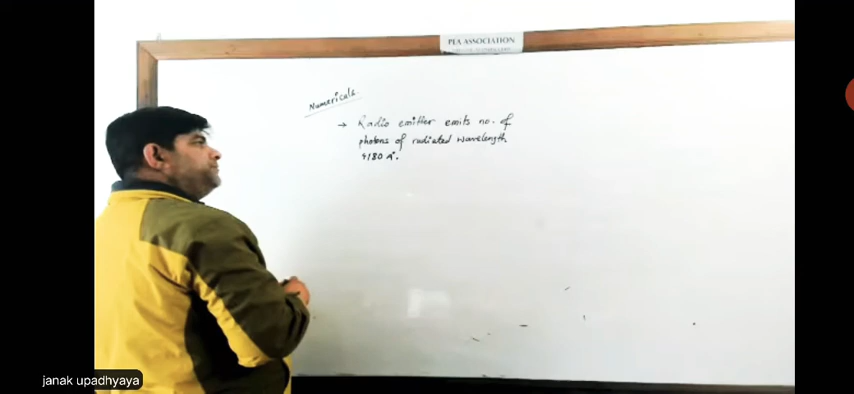 PEA ASSOCIATION
Numericals
→ Radio emitter emits no. of
photons of radiated wavelength
4180 A°.
janak upadhyaya